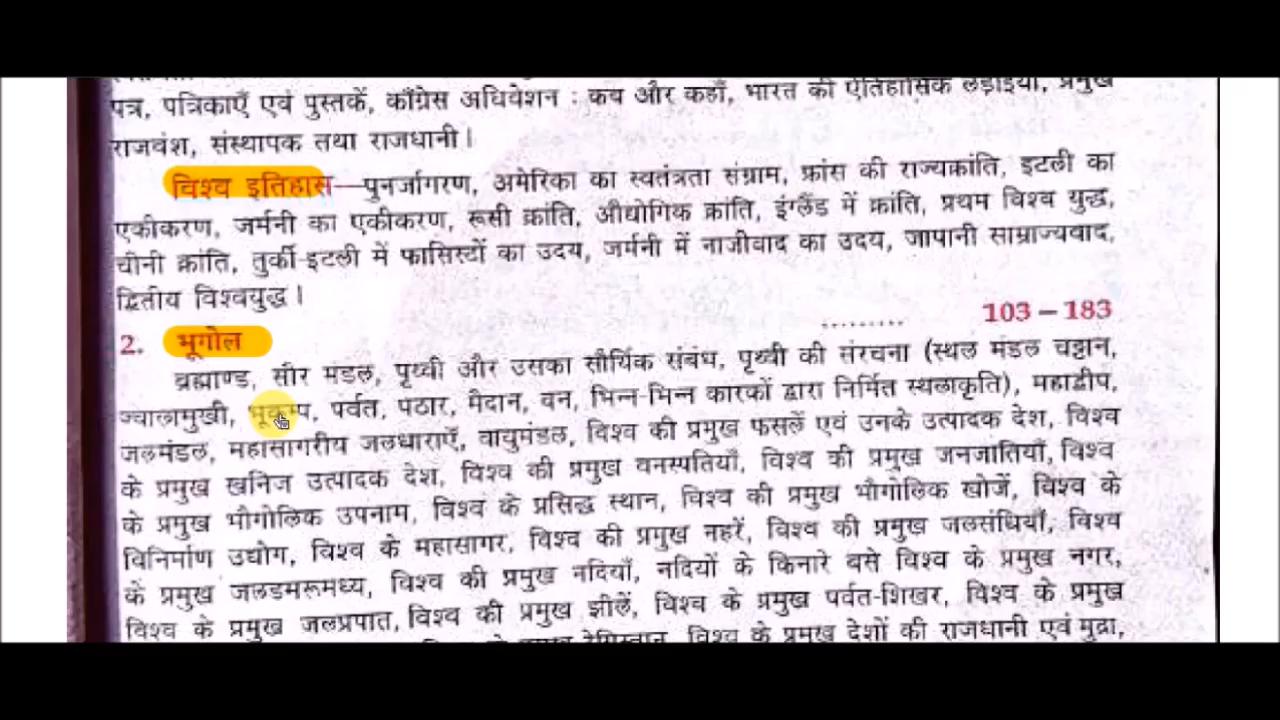 पत्र, पत्रिकाएँ एवं पुस्तकें, काँग्रेस अधिवेशन : कब और कहाँ, भारत की ऐतिहासिक लड़ाइयाँ, प्रमुख
राजवंश, संस्थापक तथा राजधानी।
विश्व इतिहास—पुनर्जागरण, अमेरिका का स्वतंत्रता संग्राम, फ्रांस की राज्यक्रांति, इटली का
एकीकरण, जर्मनी का एकीकरण, रूसी क्रांति, औद्योगिक क्रांति, इंग्लैंड में क्रांति, प्रथम विश्व युद्ध,
चीनी क्रांति, तुर्की-इटली में फासिस्टों का उदय, जर्मनी में नाजीवाद का उदय, जापानी साम्राज्यवाद,
द्वितीय विश्वयुद्ध।
2. भूगोल ......... 103 – 183
ब्रह्माण्ड, सौर मंडल, पृथ्वी और उसका सौर्यिक संबंध, पृथ्वी की संरचना (स्थल मंडल चट्टान,
ज्वालामुखी, भूकम्प, पर्वत, पठार, मैदान, वन, भिन्न-भिन्न कारकों द्वारा निर्मित स्थलाकृति), महाद्वीप,
जलमंडल, महासागरीय जलधाराएँ, वायुमंडल, विश्व की प्रमुख फसलें एवं उनके उत्पादक देश, विश्व
के प्रमुख खनिज उत्पादक देश, विश्व की प्रमुख वनस्पतियाँ, विश्व की प्रमुख जनजातियाँ, विश्व
के प्रमुख भौगोलिक उपनाम, विश्व के प्रसिद्ध स्थान, विश्व की प्रमुख भौगोलिक खोजें, विश्व के
विनिर्माण उद्योग, विश्व के महासागर, विश्व की प्रमुख नहरें, विश्व की प्रमुख जलसंधियाँ, विश्व
के प्रमुख जलडमरूमध्य, विश्व की प्रमुख नदियाँ, नदियों के किनारे बसे विश्व के प्रमुख नगर,
विश्व के प्रमुख जलप्रपात, विश्व की प्रमुख झीलें, विश्व के प्रमुख पर्वत-शिखर, विश्व के प्रमुख
रेगिस्तान, विश्व के प्रमुख देशों की राजधानी एवं मुद्रा,